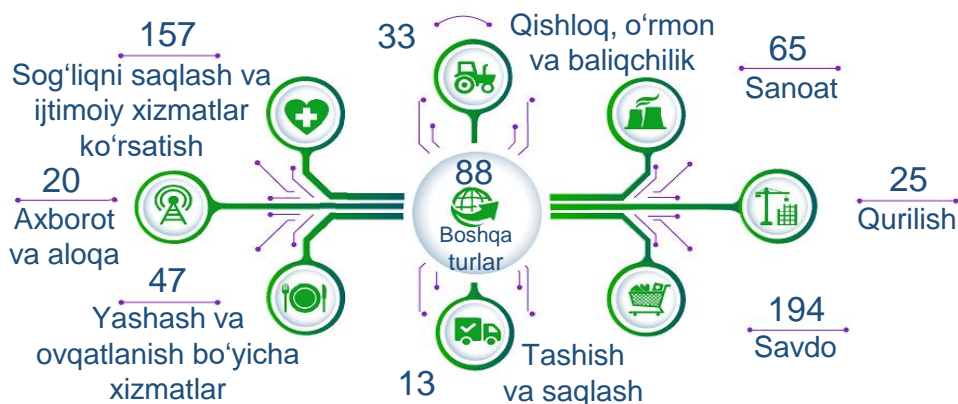 157
Sog‘liqni saqlash va
ijtimoiy xizmatlar
ko‘rsatish
33
Qishloq, o‘rmon
va baliqchilik
65
Sanoat
20
Axborot
va aloqa
88
Boshqa
turlar
25
Qurilish
47
Yashash va
ovqatlanish bo‘yicha
xizmatlar
13
Tashish
va saqlash
194
Savdo